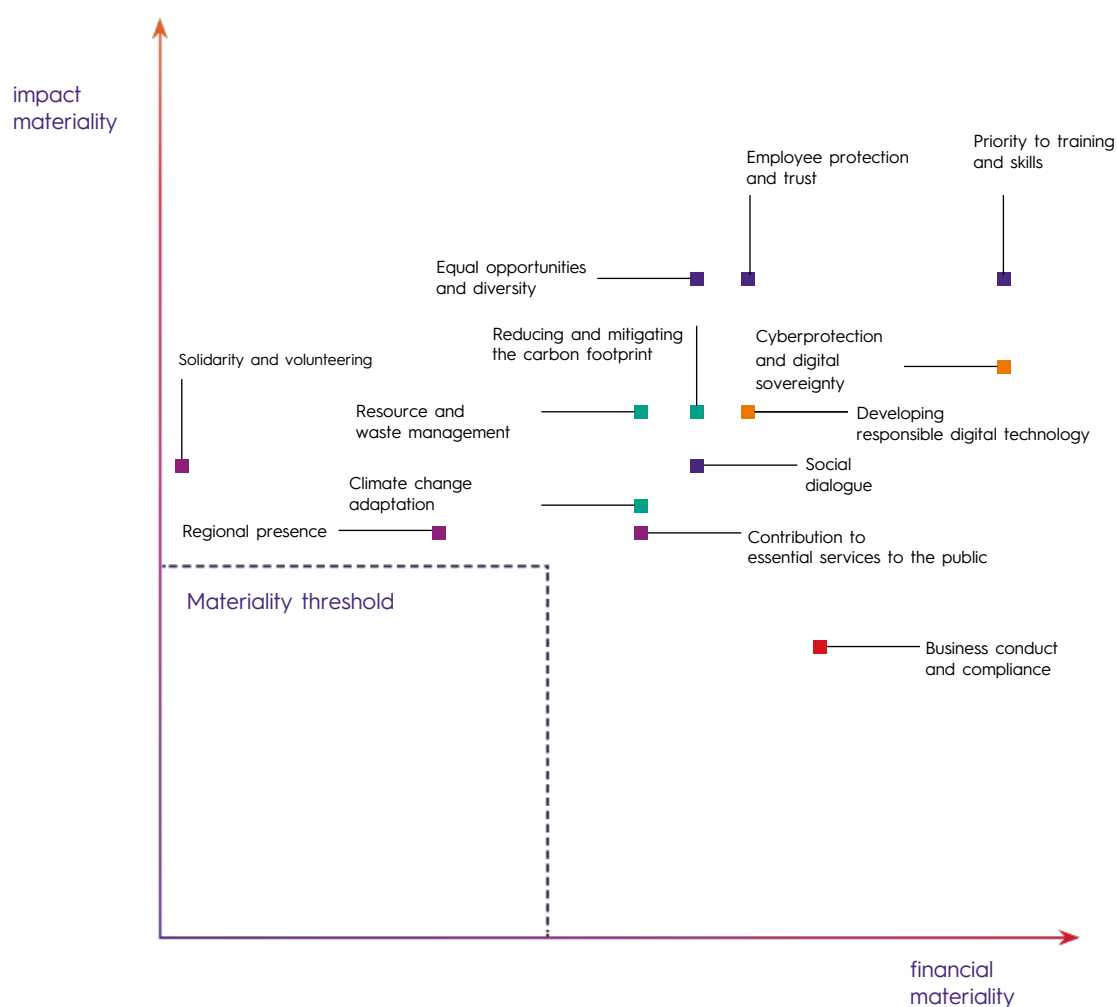 impact
materiality
Priority to training
and skills
Employee protection
and trust
Equal opportunities
and diversity
Reducing and mitigating
the carbon footprint
Cyberprotection
and digital
sovereignty
Solidarity and volunteering
Resource and
waste management
Developing
responsible digital technology
Social
dialogue
Climate change
adaptation
Regional presence
Contribution to
essential services to the public
Materiality threshold
Business conduct
and compliance
financial
materiality